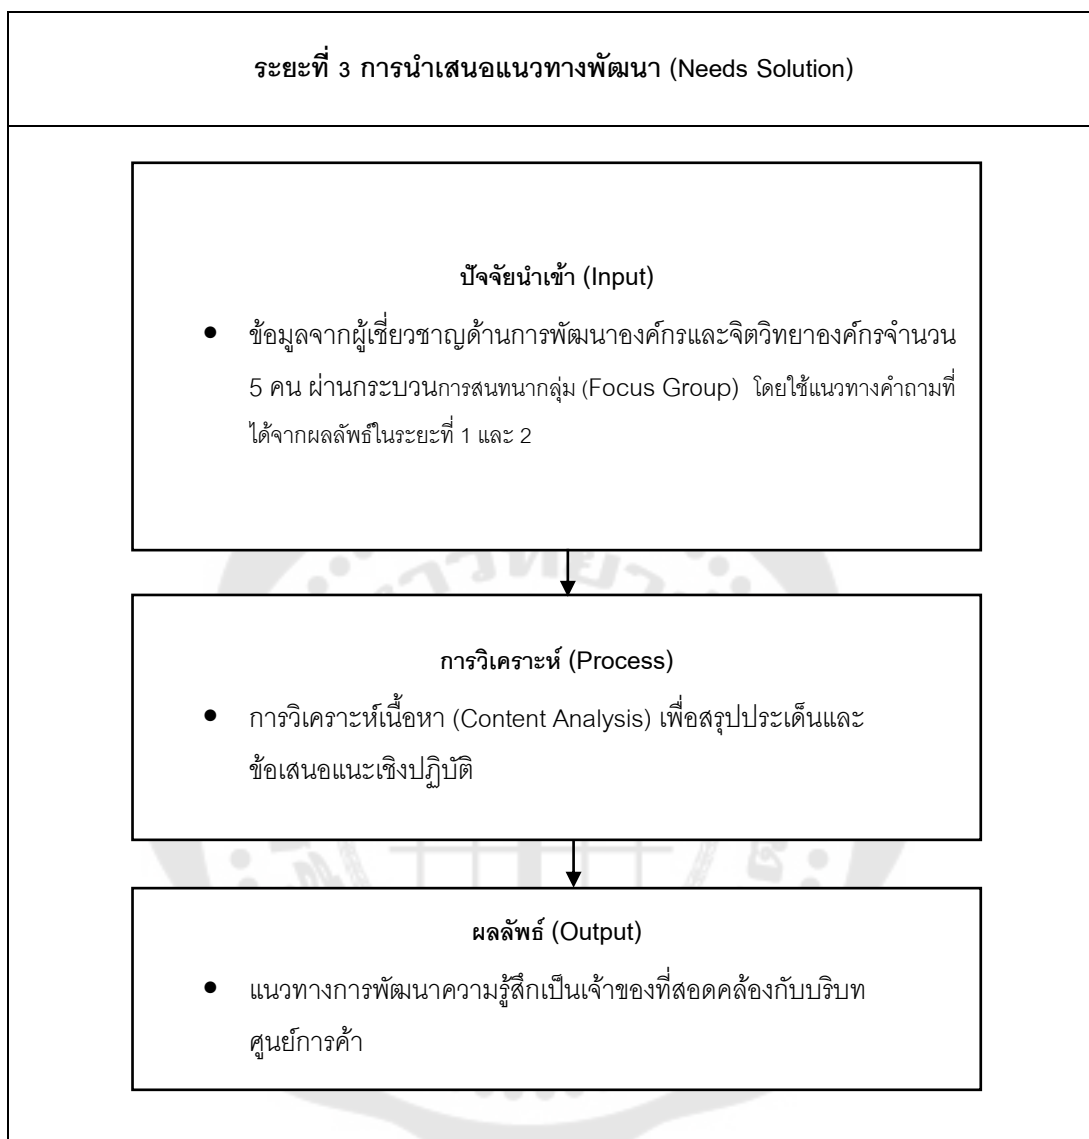 ระยะที่ 3 การนำเสนอแนวทางพัฒนา (Needs Solution)
ปัจจัยนำเข้า (Input)
● ข้อมูลจากผู้เชี่ยวชาญด้านการพัฒนาองค์กรและจิตวิทยาองค์กรจำนวน
5 คน ผ่านกระบวนการสนทนากลุ่ม (Focus Group) โดยใช้แนวทางคำถามที่
ได้จากผลลัพธ์ในระยะที่ 1 และ 2
การวิเคราะห์ (Process)
● การวิเคราะห์เนื้อหา (Content Analysis) เพื่อสรุปประเด็นและ
ข้อเสนอแนะเชิงปฏิบัติ
ผลลัพธ์ (Output)
● แนวทางการพัฒนาความรู้สึกเป็นเจ้าของที่สอดคล้องกับบริบท
ศูนย์การค้า